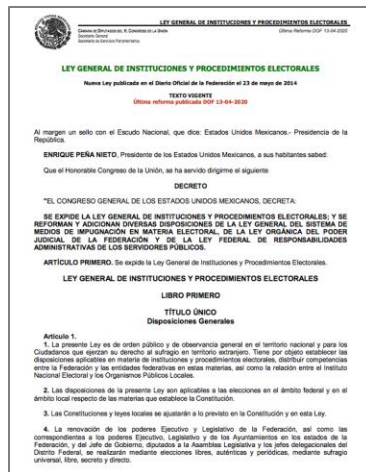 LEY GENERAL DE INSTITUCIONES Y PROCEDIMIENTOS ELECTORALES
CÁMARA DE DIPUTADOS DEL H. CONGRESO DE LA UNIÓN
Última Reforma DOF 13-04-2020
Secretaría General
Secretaría de Servicios Parlamentarios
LEY GENERAL DE INSTITUCIONES Y PROCEDIMIENTOS ELECTORALES
Nueva Ley publicada en el Diario Oficial de la Federación el 23 de mayo de 2014
TEXTO VIGENTE
Última reforma publicada DOF 13-04-2020
Al margen un sello con el Escudo Nacional, que dice: Estados Unidos Mexicanos.- Presidencia de la
República.
ENRIQUE PEÑA NIETO, Presidente de los Estados Unidos Mexicanos, a sus habitantes sabed:
Que el Honorable Congreso de la Unión, se ha servido dirigirme el siguiente
DECRETO
"EL CONGRESO GENERAL DE LOS ESTADOS UNIDOS MEXICANOS, DECRETA:
SE EXPIDE LA LEY GENERAL DE INSTITUCIONES Y PROCEDIMIENTOS ELECTORALES; Y SE
REFORMAN Y ADICIONAN DIVERSAS DISPOSICIONES DE LA LEY GENERAL DEL SISTEMA DE
MEDIOS DE IMPUGNACIÓN EN MATERIA ELECTORAL, DE LA LEY ORGÁNICA DEL PODER
JUDICIAL DE LA FEDERACIÓN Y DE LA LEY FEDERAL DE RESPONSABILIDADES
ADMINISTRATIVAS DE LOS SERVIDORES PÚBLICOS.
ARTÍCULO PRIMERO. Se expide la Ley General de Instituciones y Procedimientos Electorales.
LEY GENERAL DE INSTITUCIONES Y PROCEDIMIENTOS ELECTORALES
LIBRO PRIMERO
TÍTULO ÚNICO
Disposiciones Generales
Artículo 1.
1. La presente Ley es de orden público y de observancia general en el territorio nacional y para los
Ciudadanos que ejerzan su derecho al sufragio en territorio extranjero. Tiene por objeto establecer las
disposiciones aplicables en materia de instituciones y procedimientos electorales, distribuir competencias
entre la Federación y las entidades federativas en estas materias, así como la relación entre el Instituto
Nacional Electoral y los Organismos Públicos Locales.
2. Las disposiciones de la presente Ley son aplicables a las elecciones en el ámbito federal y en el
ámbito local respecto de las materias que establece la Constitución.
3. Las Constituciones y leyes locales se ajustarán a lo previsto en la Constitución y en esta Ley.
4. La renovación de los poderes Ejecutivo y Legislativo de la Federación, así como las
correspondientes a los poderes Ejecutivo, Legislativo y de los Ayuntamientos en los estados de la
Federación, y del Jefe de Gobierno, diputados a la Asamblea Legislativa y los jefes delegacionales del
Distrito Federal, se realizarán mediante elecciones libres, auténticas y periódicas, mediante sufragio
universal, libre, secreto y directo.